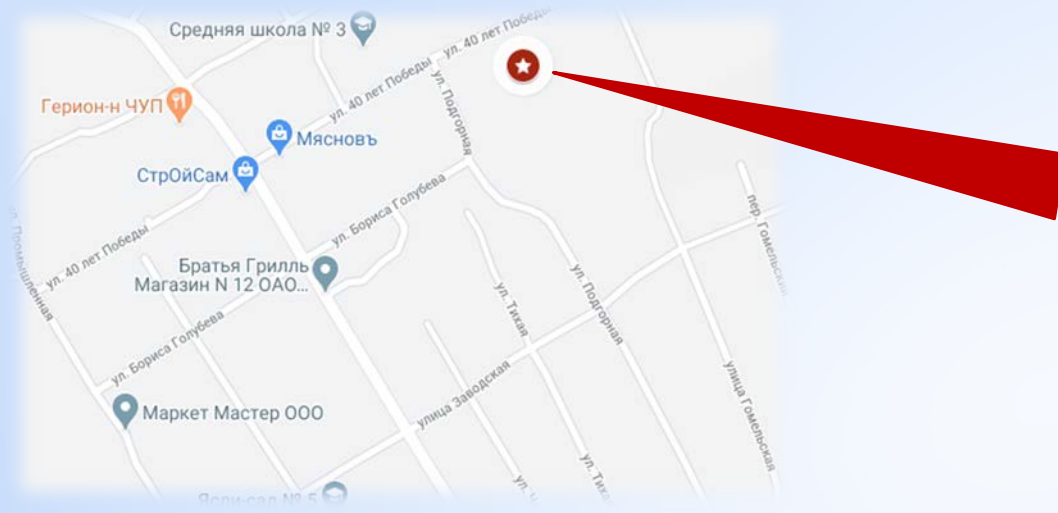 Средняя школа № 3
ул. 40 лет Победы
ул. 40 лет Победы
ул. Подгорная
Герион-н ЧУП
Мясновъ
СтрОйСам
ул. Бориса Голубева
пер. Гомельский
ул. Промышленная
ул. 40 лет Победы
Братья Грилль
Магазин N 12 ОАО...
ул. Подгорная
ул. Тихая
ул. Бориса Голубева
улица Заводская
улица Гомельская
Маркет Мастер ООО
Ясли-сад № 5
ул. Тихая